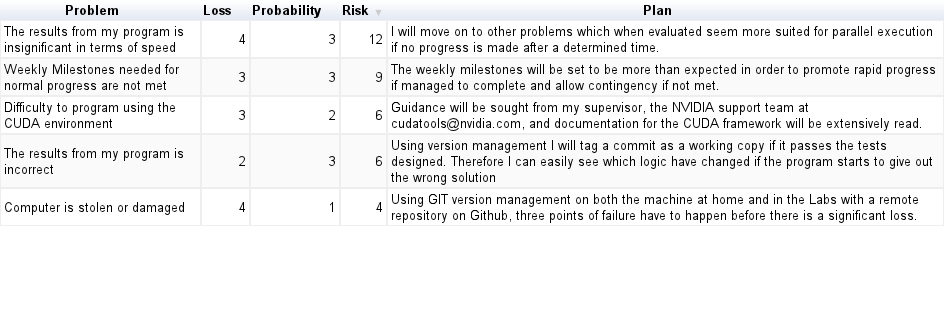 Problem Loss Probability Risk Plan
The results from my program is
insignificant in terms of speed
4 3 12
I will move on to other problems which when evaluated seem more suited for parallel execution
if no progress is made after a determined time.
Weekly Milestones needed for
normal progress are not met
3 3 9
The weekly milestones will be set to be more than expected in order to promote rapid progress
if managed to complete and allow contingency if not met.
Difficulty to program using the
CUDA environment
3 2 6
Guidance will be sought from my supervisor, the NVIDIA support team at
cudatools@nvidia.com, and documentation for the CUDA framework will be extensively read.
The results from my program is
incorrect
2 3 6
Using version management I will tag a commit as a working copy if it passes the tests
designed. Therefore I can easily see which logic have changed if the program starts to give out
the wrong solution
Computer is stolen or damaged
4 1 4
Using GIT version management on both the machine at home and in the Labs with a remote
repository on Github, three points of failure have to happen before there is a significant loss.